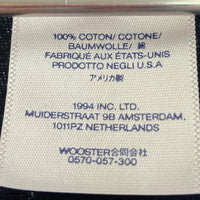 100% COTON/ COTONE/
BAUMWOLLE/ 綿
FABRIQUÉ AUX ÉTATS-UNIS
PRODOTTO NEGLI U.S.A
アメリカ製
1994 INC. LTD.
MUIDERSTRAAT 9B AMSTERDAM,
1011PZ NETHERLANDS
WOOSTER合同会社
0570-057-300